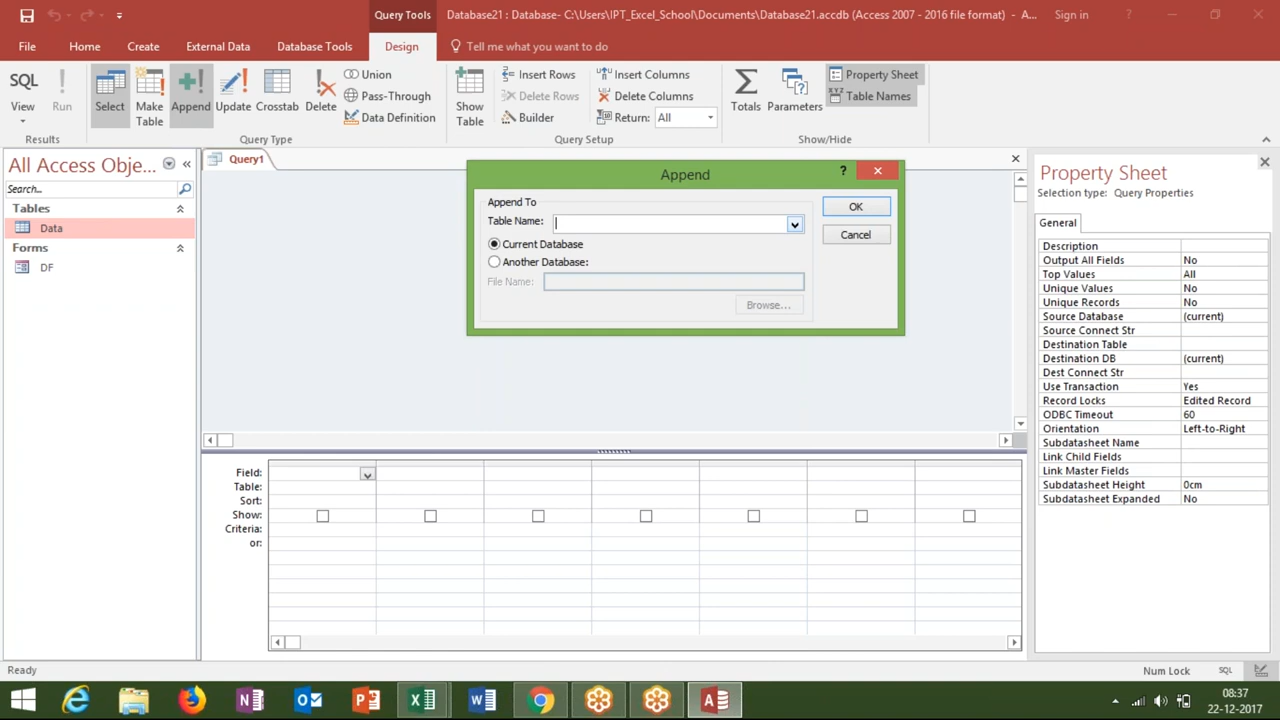 Query Tools
Database21 : Database- C:\Users\IPT_Excel_School\Documents\Database21.accdb (Access 2007 - 2016 file format) - A...
Sign in
?
File
Home
Create
External Data
Database Tools
Design
Tell me what you want to do
SQL
View
Run
Select
Make Table
Append
Update
Crosstab
Delete
Union
Pass-Through
Data Definition
Show Table
Insert Rows
Delete Rows
Builder
Insert Columns
Delete Columns
Return: All
Totals
Parameters
Property Sheet
XYZ Table Names
Results
Query Type
Query Setup
Show/Hide
All Access Obje...
Search...
Tables
Data
Forms
DF
Query1
Append
?
Append To
Table Name:
Current Database
Another Database:
File Name:
Browse...
OK
Cancel
Field:
Table:
Sort:
Show:
Criteria:
or:
Property Sheet
Selection type: Query Properties
General
Description
Output All Fields No
Top Values All
Unique Values No
Unique Records No
Source Database (current)
Source Connect Str
Destination Table
Destination DB (current)
Dest Connect Str
Use Transaction Yes
Record Locks Edited Record
ODBC Timeout 60
Orientation Left-to-Right
Subdatasheet Name
Link Child Fields
Link Master Fields
Subdatasheet Height 0cm
Subdatasheet Expanded No
Ready
Num Lock
SQL
08:37
22-12-2017